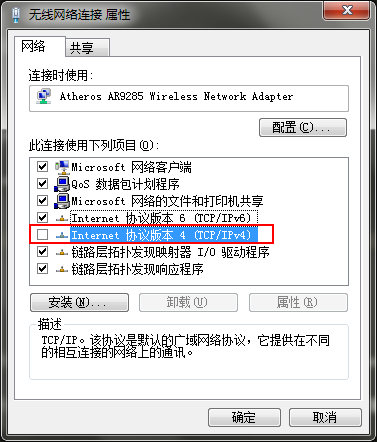 无线网络连接 属性
网络
共享
连接时使用:
Atheros AR9285 Wireless Network Adapter
配置(C)...
此连接使用下列项目(O):
Microsoft 网络客户端
QoS 数据包计划程序
Microsoft 网络的文件和打印机共享
Internet 协议版本 6 (TCP/IPv6)
Internet 协议版本 4 (TCP/IPv4)
链路层拓扑发现映射器 I/O 驱动程序
链路层拓扑发现响应程序
安装(N)...
卸载(U)
属性(R)
描述
TCP/IP。该协议是默认的广域网络协议，它提供在不同
的相互连接的网络上的通讯。
确定
取消